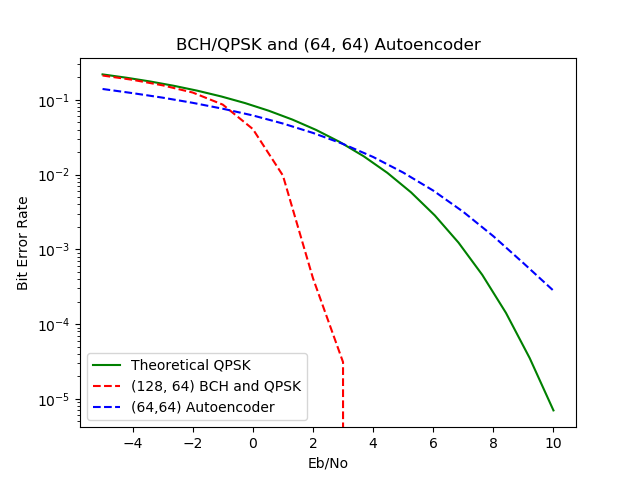 BCH/QPSK and (64, 64) Autoencoder
Bit Error Rate
10⁻¹
10⁻²
10⁻³
10⁻⁴
10⁻⁵
Theoretical QPSK
(128, 64) BCH and QPSK
(64,64) Autoencoder
−4 −2 0 2 4 6 8 10
Eb/No